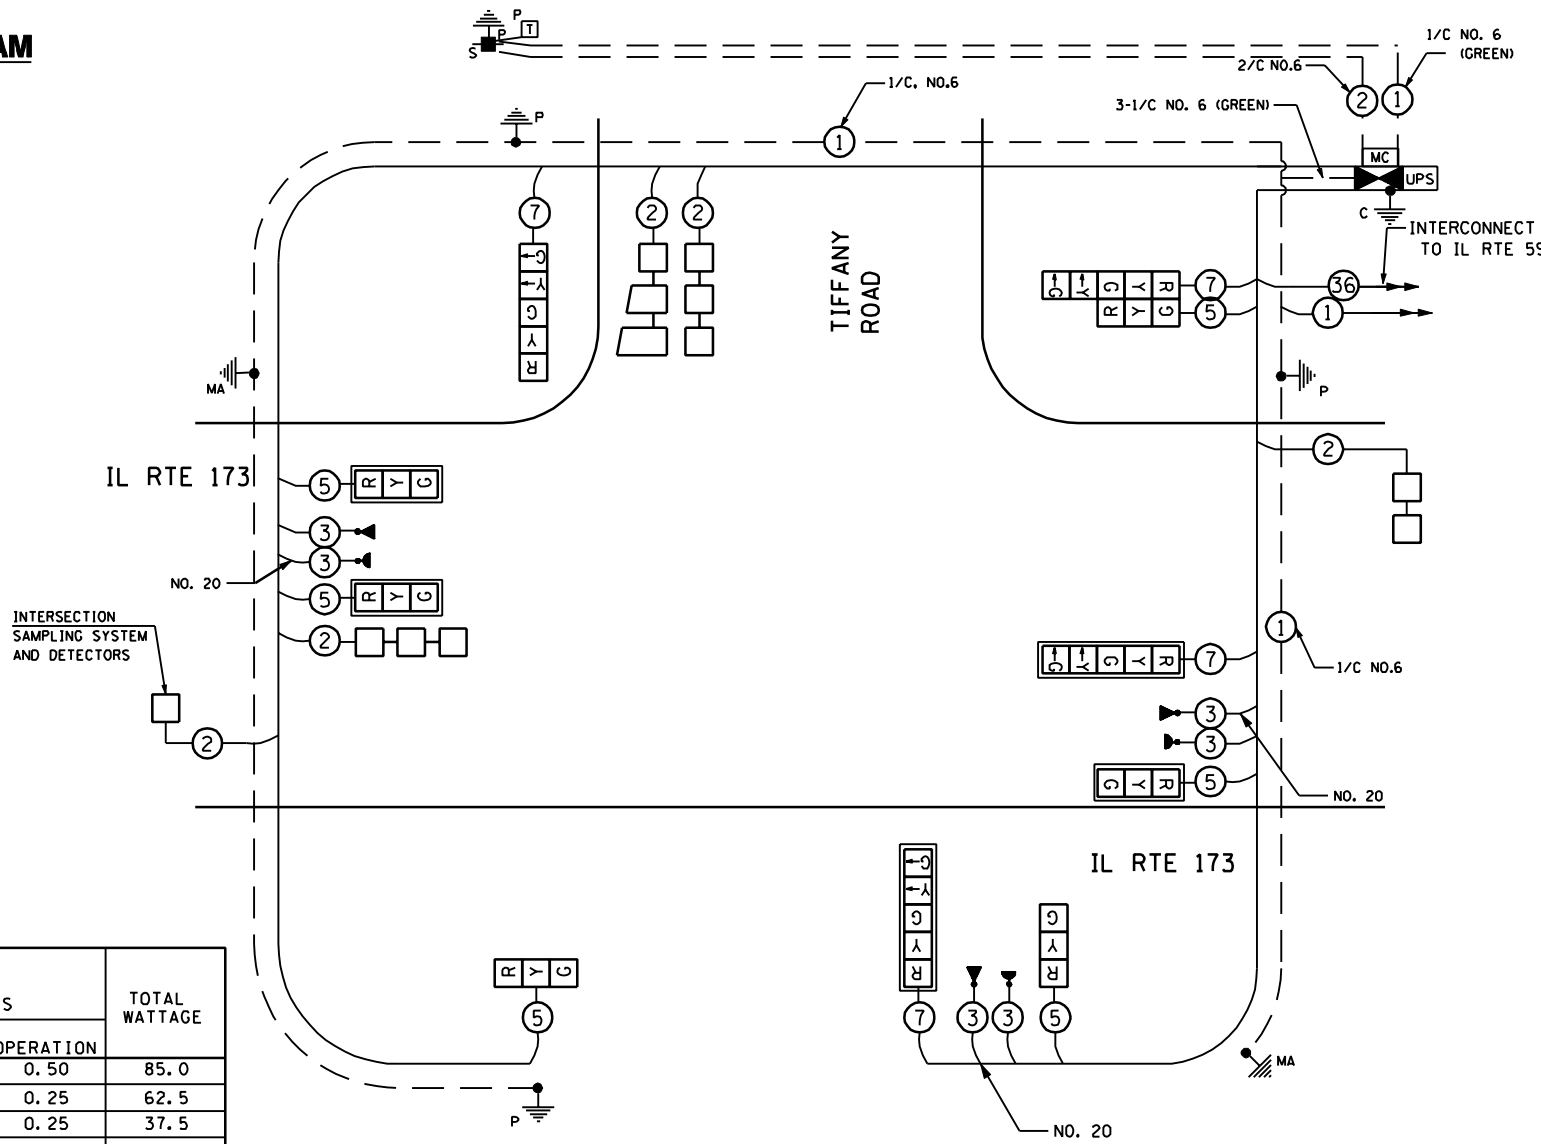 AM
P
T
P
S
1/C NO. 6
(GREEN)
2/C NO.6
1/C, NO.6
3-1/C NO. 6 (GREEN)
2
1
P
1
MC
UPS
C
INTERCONNECT
TO IL RTE 59
7
2
2
TIFFANY
ROAD
G
Y
G
Y
R
G Y G Y R
7
36
R Y G
5
1
MA
P
IL RTE 173
2
5
R Y G
3
3
NO. 20
5
R Y G
INTERSECTION
SAMPLING SYSTEM
AND DETECTORS
2
1
G Y G Y R
7
1/C NO.6
3
2
3
G Y R
5
NO. 20
IL RTE 173
G
Y
G
Y
R
G
Y
R
R Y G
5
7
3
3
5
MA
P
NO. 20
S
TOTAL
WATTAGE
OPERATION
0.50 85.0
0.25 62.5
0.25 37.5